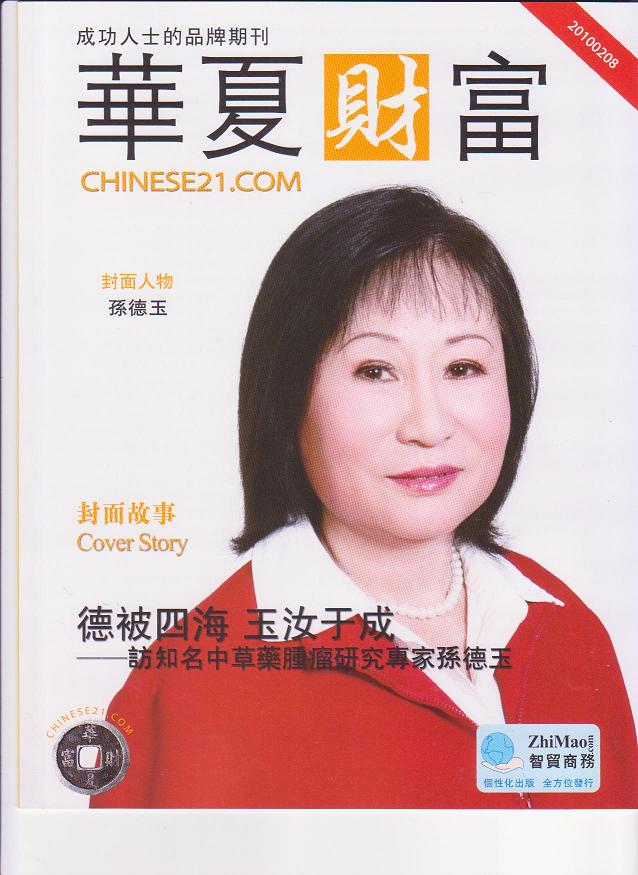 成功人士的品牌期刊
20100208
華夏財富
CHINESE21.COM
封面人物
孫德玉
封面故事
Cover Story
德被四海 玉汝于成
——訪知名中草藥腫瘤研究專家孫德玉
CHINESE21.COM
華
富 財
夏
ZhiMao.com
智貿商務
個性化出版 全方位發行